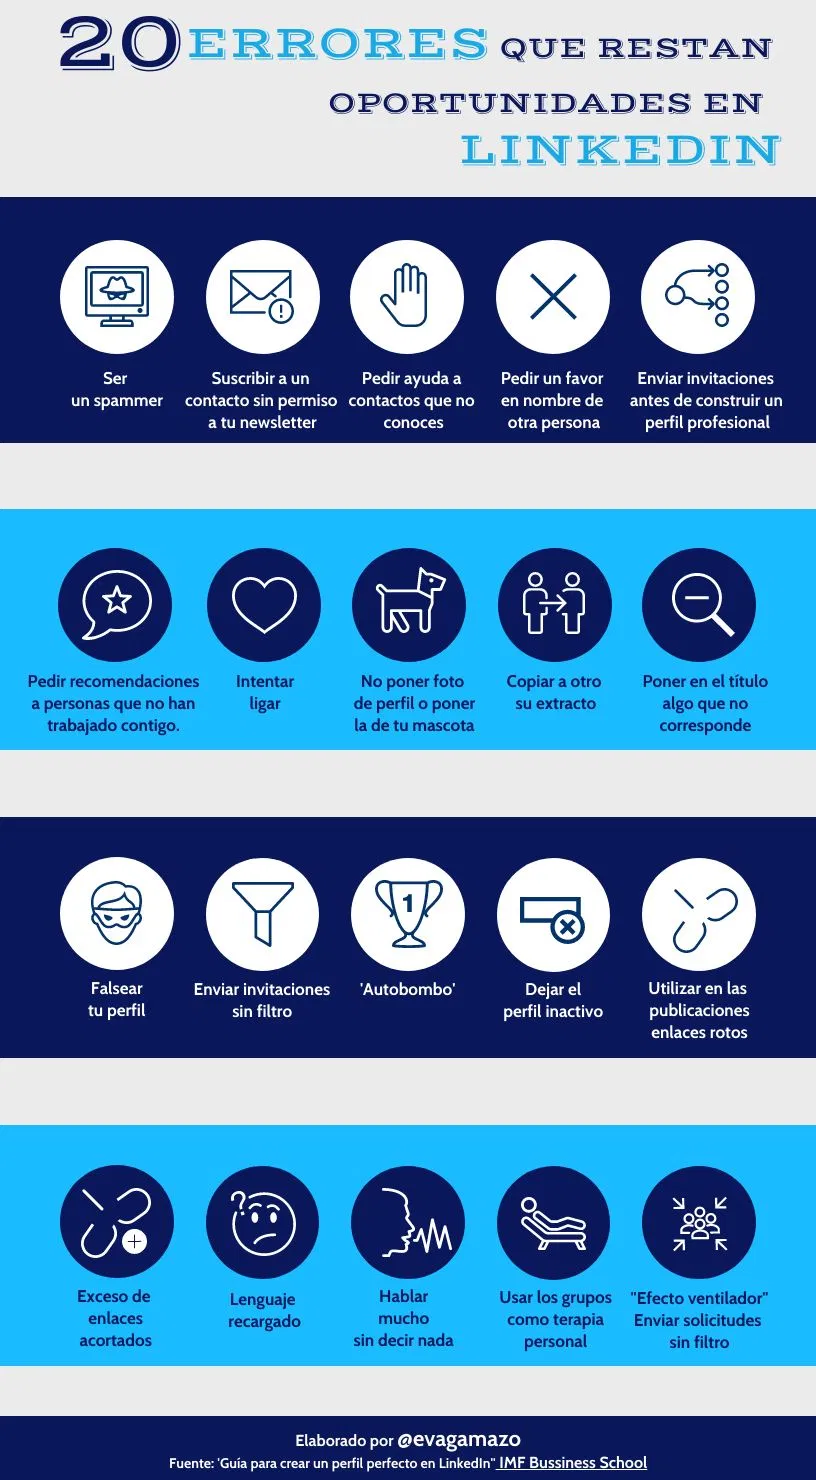 20 ERRORES QUE RESTAN
OPORTUNIDADES EN
LINKEDIN
Ser
un spammer
Suscribir a un
contacto sin permiso
a tu newsletter
Pedir ayuda a
contactos que no
conoces
Pedir un favor
en nombre de
otra persona
Enviar invitaciones
antes de construir un
perfil profesional
Pedir recomendaciones
a personas que no han
trabajado contigo.
Intentar
ligar
No poner foto
de perfil o poner
la de tu mascota
Copiar a otro
su extracto
Poner en el título
algo que no
corresponde
1
Falsear
tu perfil
Enviar invitaciones
sin filtro
'Autobombo'
Dejar el
perfil inactivo
Utilizar en las
publicaciones
enlaces rotos
?
Exceso de
enlaces
acortados
Lenguaje
recargado
Hablar
mucho
sin decir nada
Usar los grupos
como terapia
personal
"Efecto ventilador"
Enviar solicitudes
sin filtro
Elaborado por @evagamazo
Fuente: 'Guía para crear un perfil perfecto en LinkedIn" IMF Bussiness School